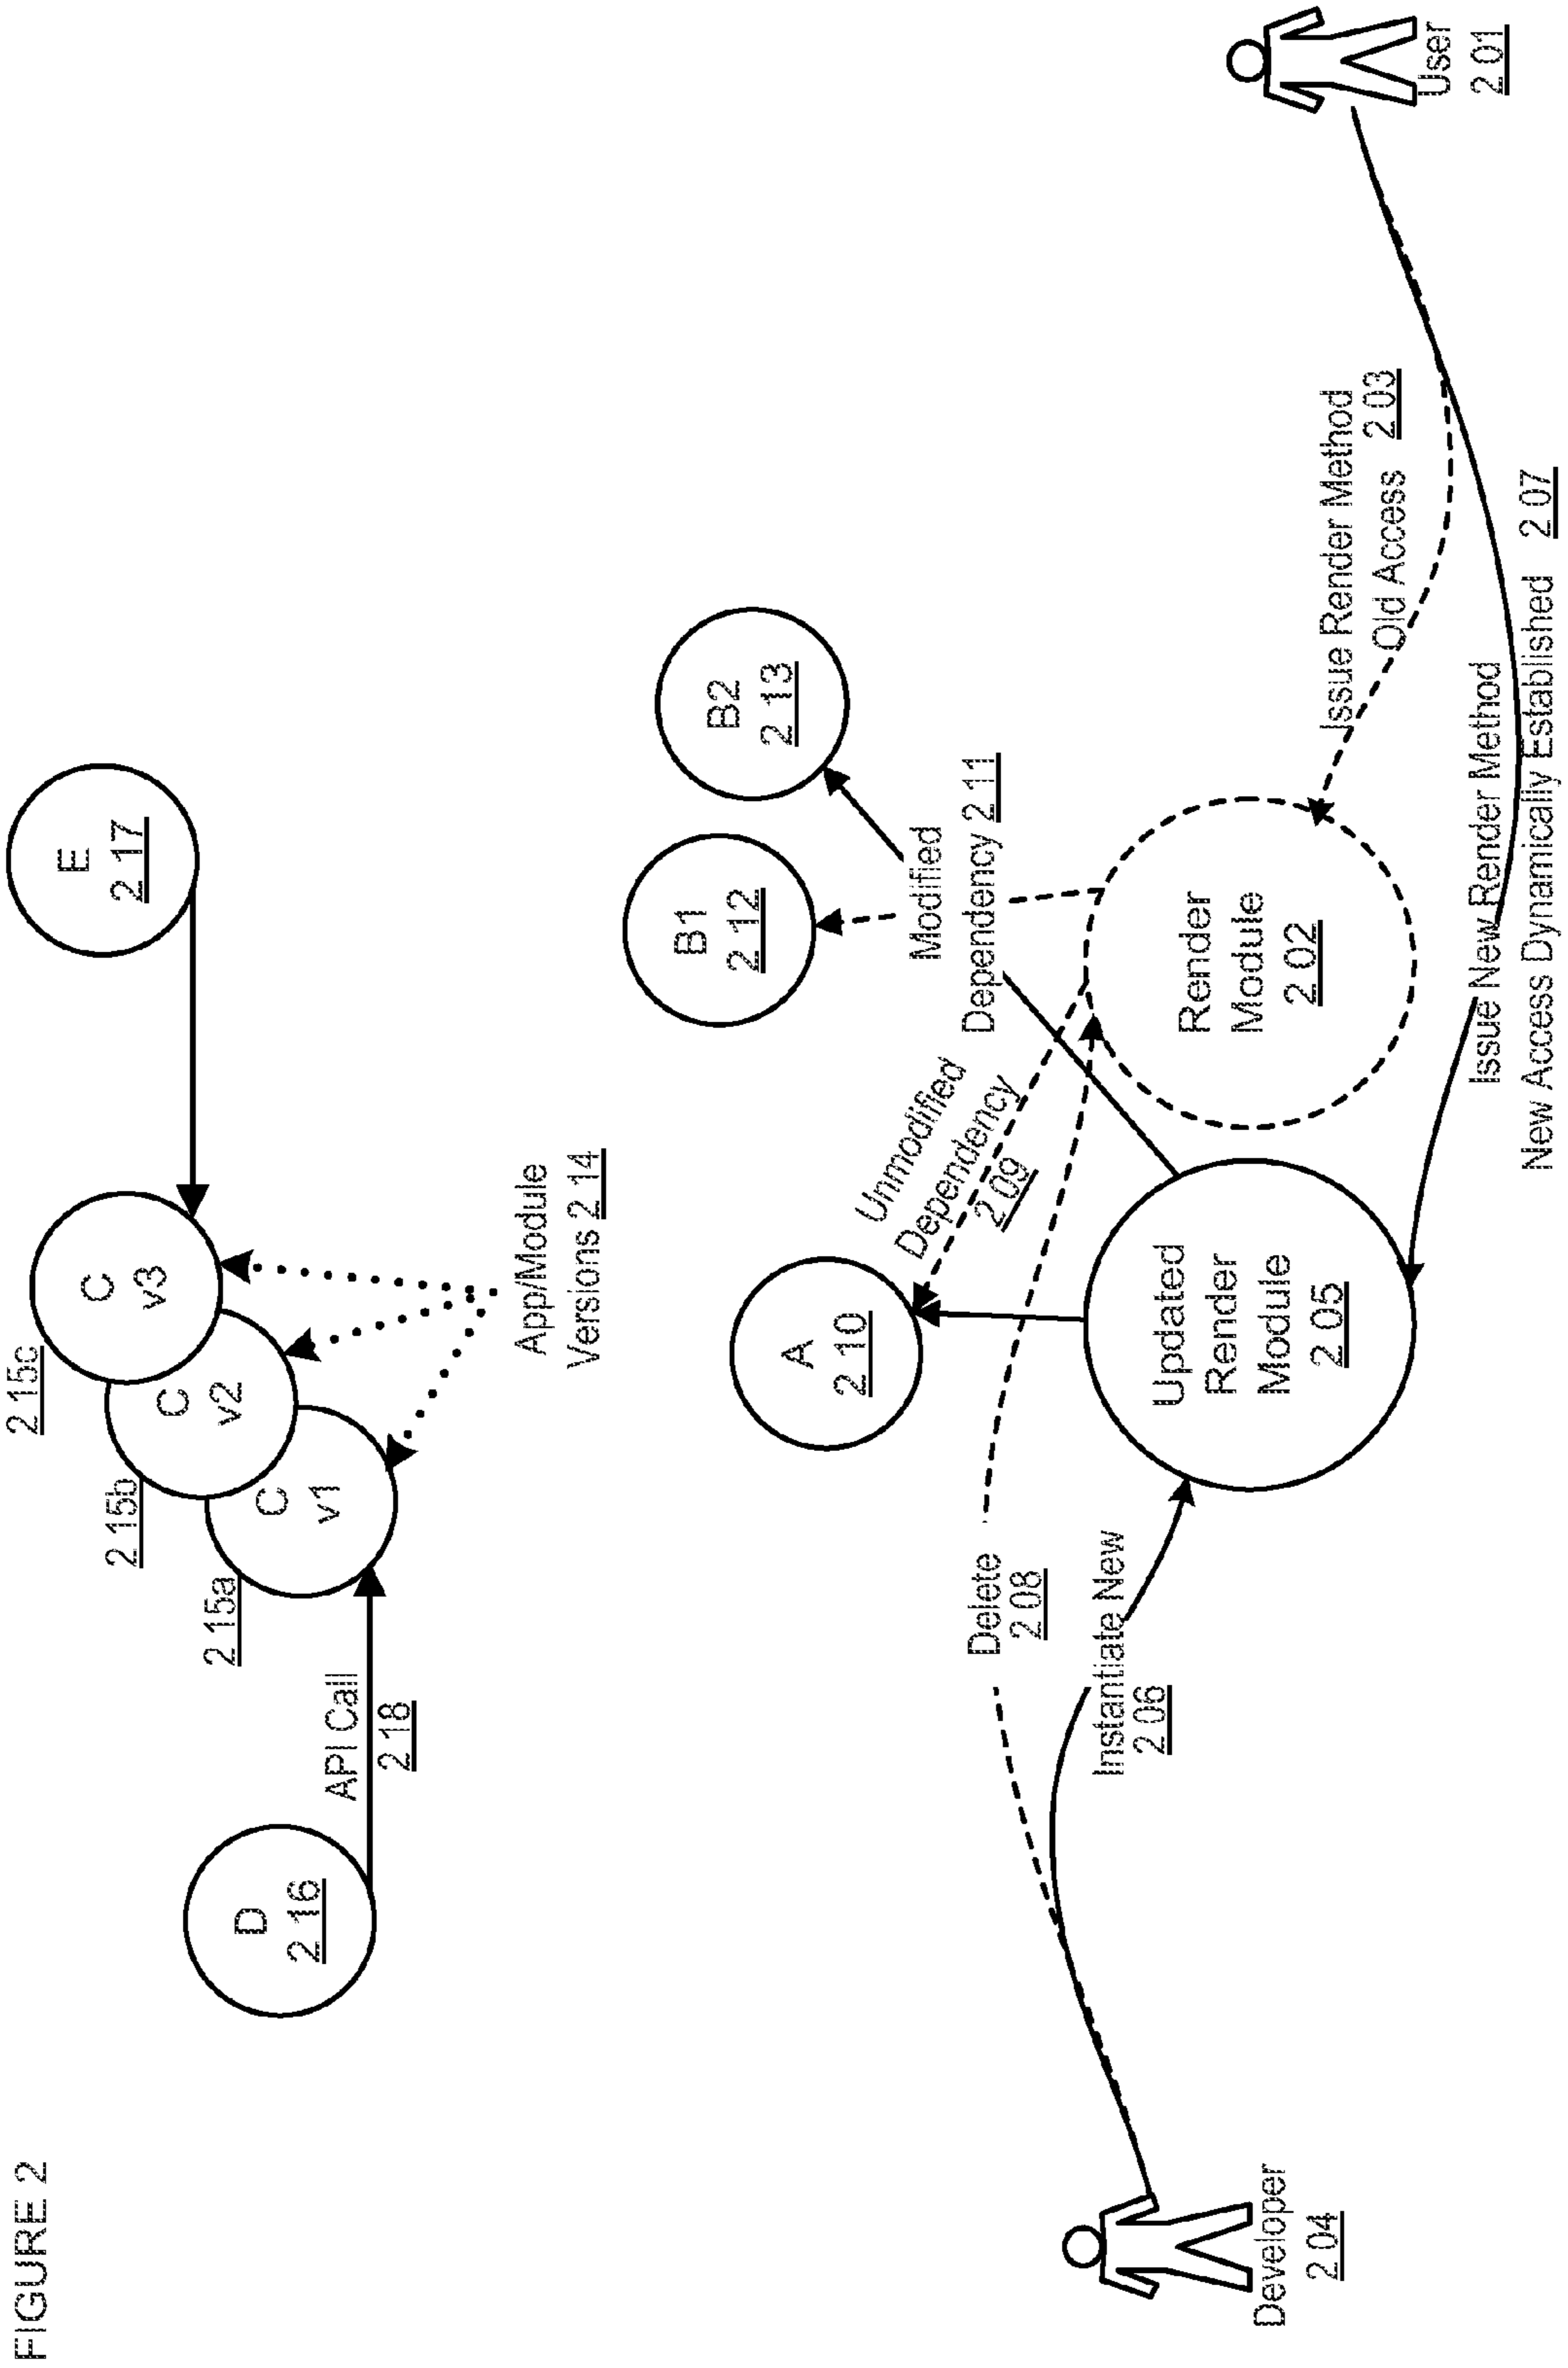 FIGURE 2
2 15c
C
v3
2 15b
C
v2
2 15a
C
v1
E
2 17
D
2 16
API Call
2 18
App/Module
Versions 2 14
B2
2 13
B1
2 12
A
2 10
Modified
Dependency 2 11
Unmodified
Dependency
2 09
Delete
2 08
Instantiate New
2 06
Updated
Render
Module
2 05
Render
Module
2 02
Issue Render Method
Old Access 2 03
Developer
2 04
User
2 01
Issue New Render Method
New Access Dynamically Established 2 07